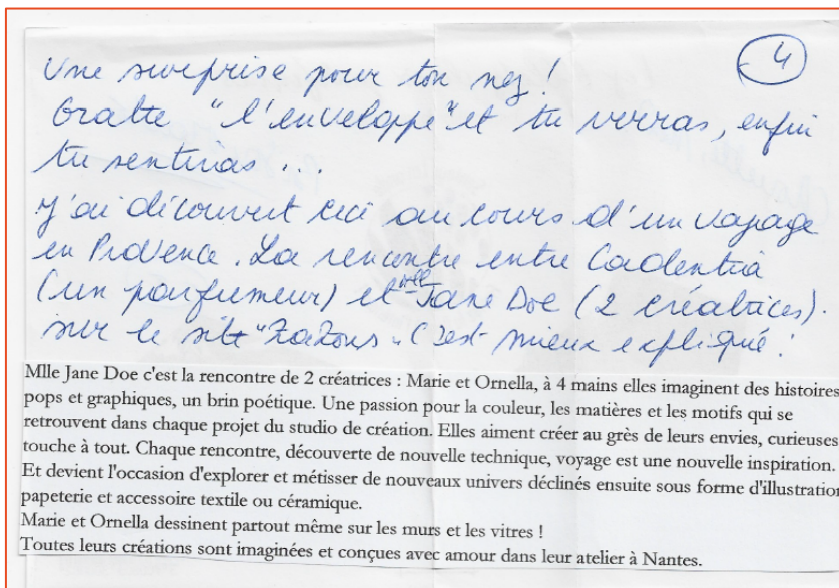 4
Une surprise pour ton nez !
Gratte "l'enveloppe" et tu verras, enfin
tu sentiras ...
J'ai découvert ceci au cours d'un voyage
en Provence. La rencontre entre Cadentia
(un parfumeur) et Mlle Jane Doe (2 créatrices).
sur le site "ZaZous" C'est mieux expliqué !
Mlle Jane Doe c'est la rencontre de 2 créatrices : Marie et Ornella, à 4 mains elles imaginent des histoires
pops et graphiques, un brin poétique. Une passion pour la couleur, les matières et les motifs qui se
retrouvent dans chaque projet du studio de création. Elles aiment créer au grès de leurs envies, curieuses
touche à tout. Chaque rencontre, découverte de nouvelle technique, voyage est une nouvelle inspiration.
Et devient l'occasion d'explorer et métisser de nouveaux univers déclinés ensuite sous forme d'illustration
papeterie et accessoire textile ou céramique.
Marie et Ornella dessinent partout même sur les murs et les vitres !
Toutes leurs créations sont imaginées et conçues avec amour dans leur atelier à Nantes.